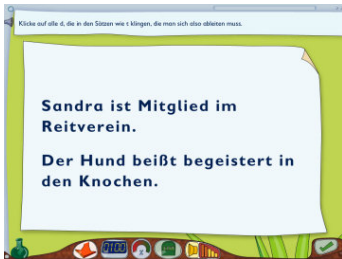 Klicke auf alle d, die in den Sätzen wie t klingen, die man sich also ableiten muss.
Sandra ist Mitglied im
Reitverein.
Der Hund beißt begeistert in
den Knochen.